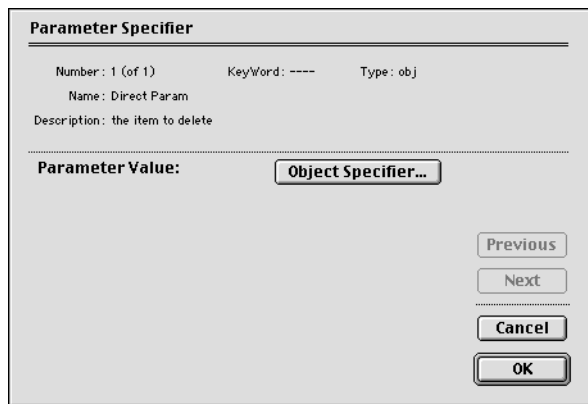 Parameter Specifier
Number: 1 (of 1) KeyWord: ---- Type: obj
Name: Direct Param
Description: the item to delete
Parameter Value: Object Specifier...
Previous
Next
Cancel
OK